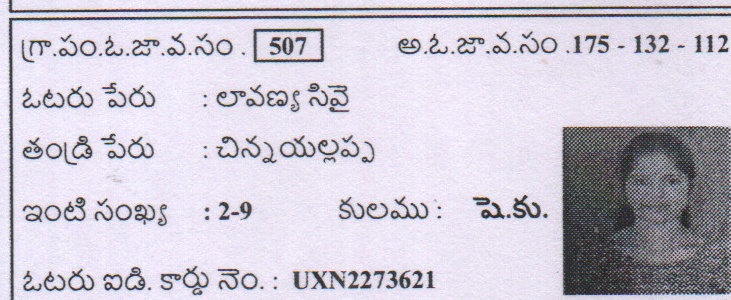 గ్రా.పం.ఓ.జా.వ.సం . 507 అ.ఓ.జా.వ.సం .175 - 132 - 112
ఓటరు పేరు : లావణ్య సివై
తండ్రి పేరు : చిన్నయల్లప్ప
ఇంటి సంఖ్య : 2-9 కులము : షె.కు.
ఓటరు ఐడి. కార్డు నెం. : UXN2273621